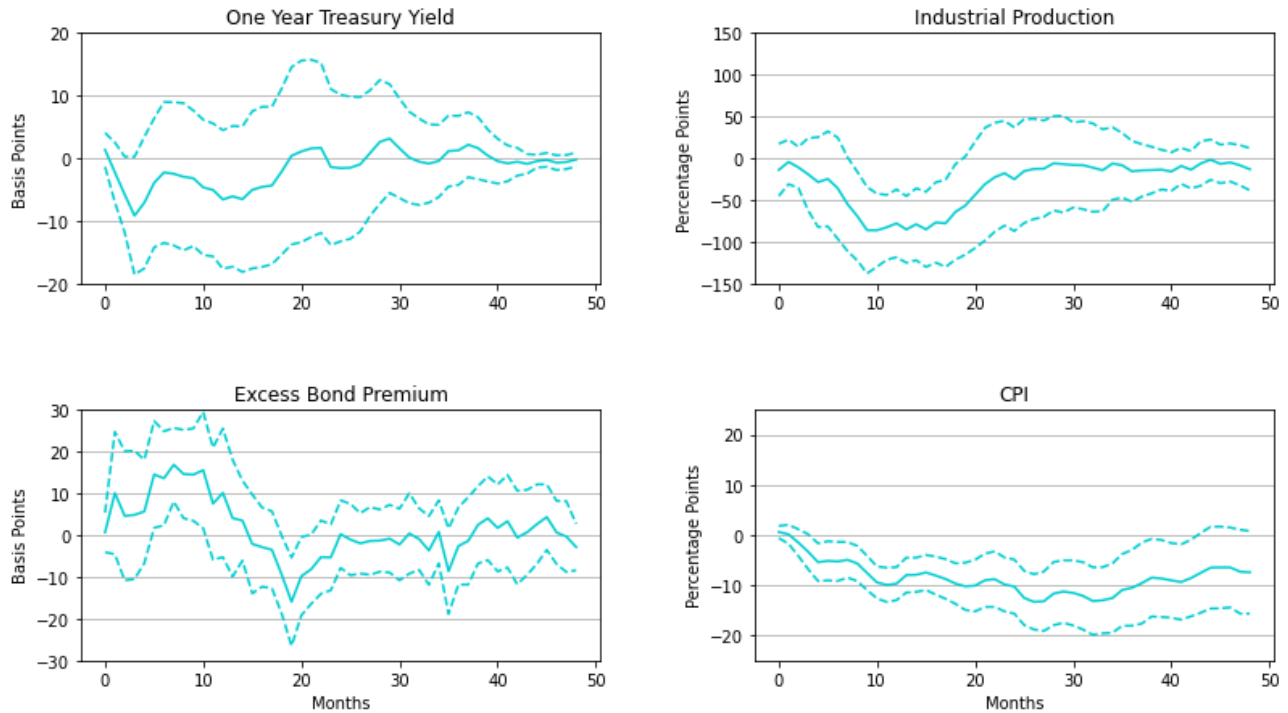 One Year Treasury Yield
Basis Points
20
10
0
−10
−20
0 10 20 30 40 50
Industrial Production
Percentage Points
150
100
50
0
−50
−100
−150
0 10 20 30 40 50
Excess Bond Premium
Basis Points
30
20
10
0
−10
−20
−30
0 10 20 30 40 50
Months
CPI
Percentage Points
20
10
0
−10
−20
0 10 20 30 40 50
Months